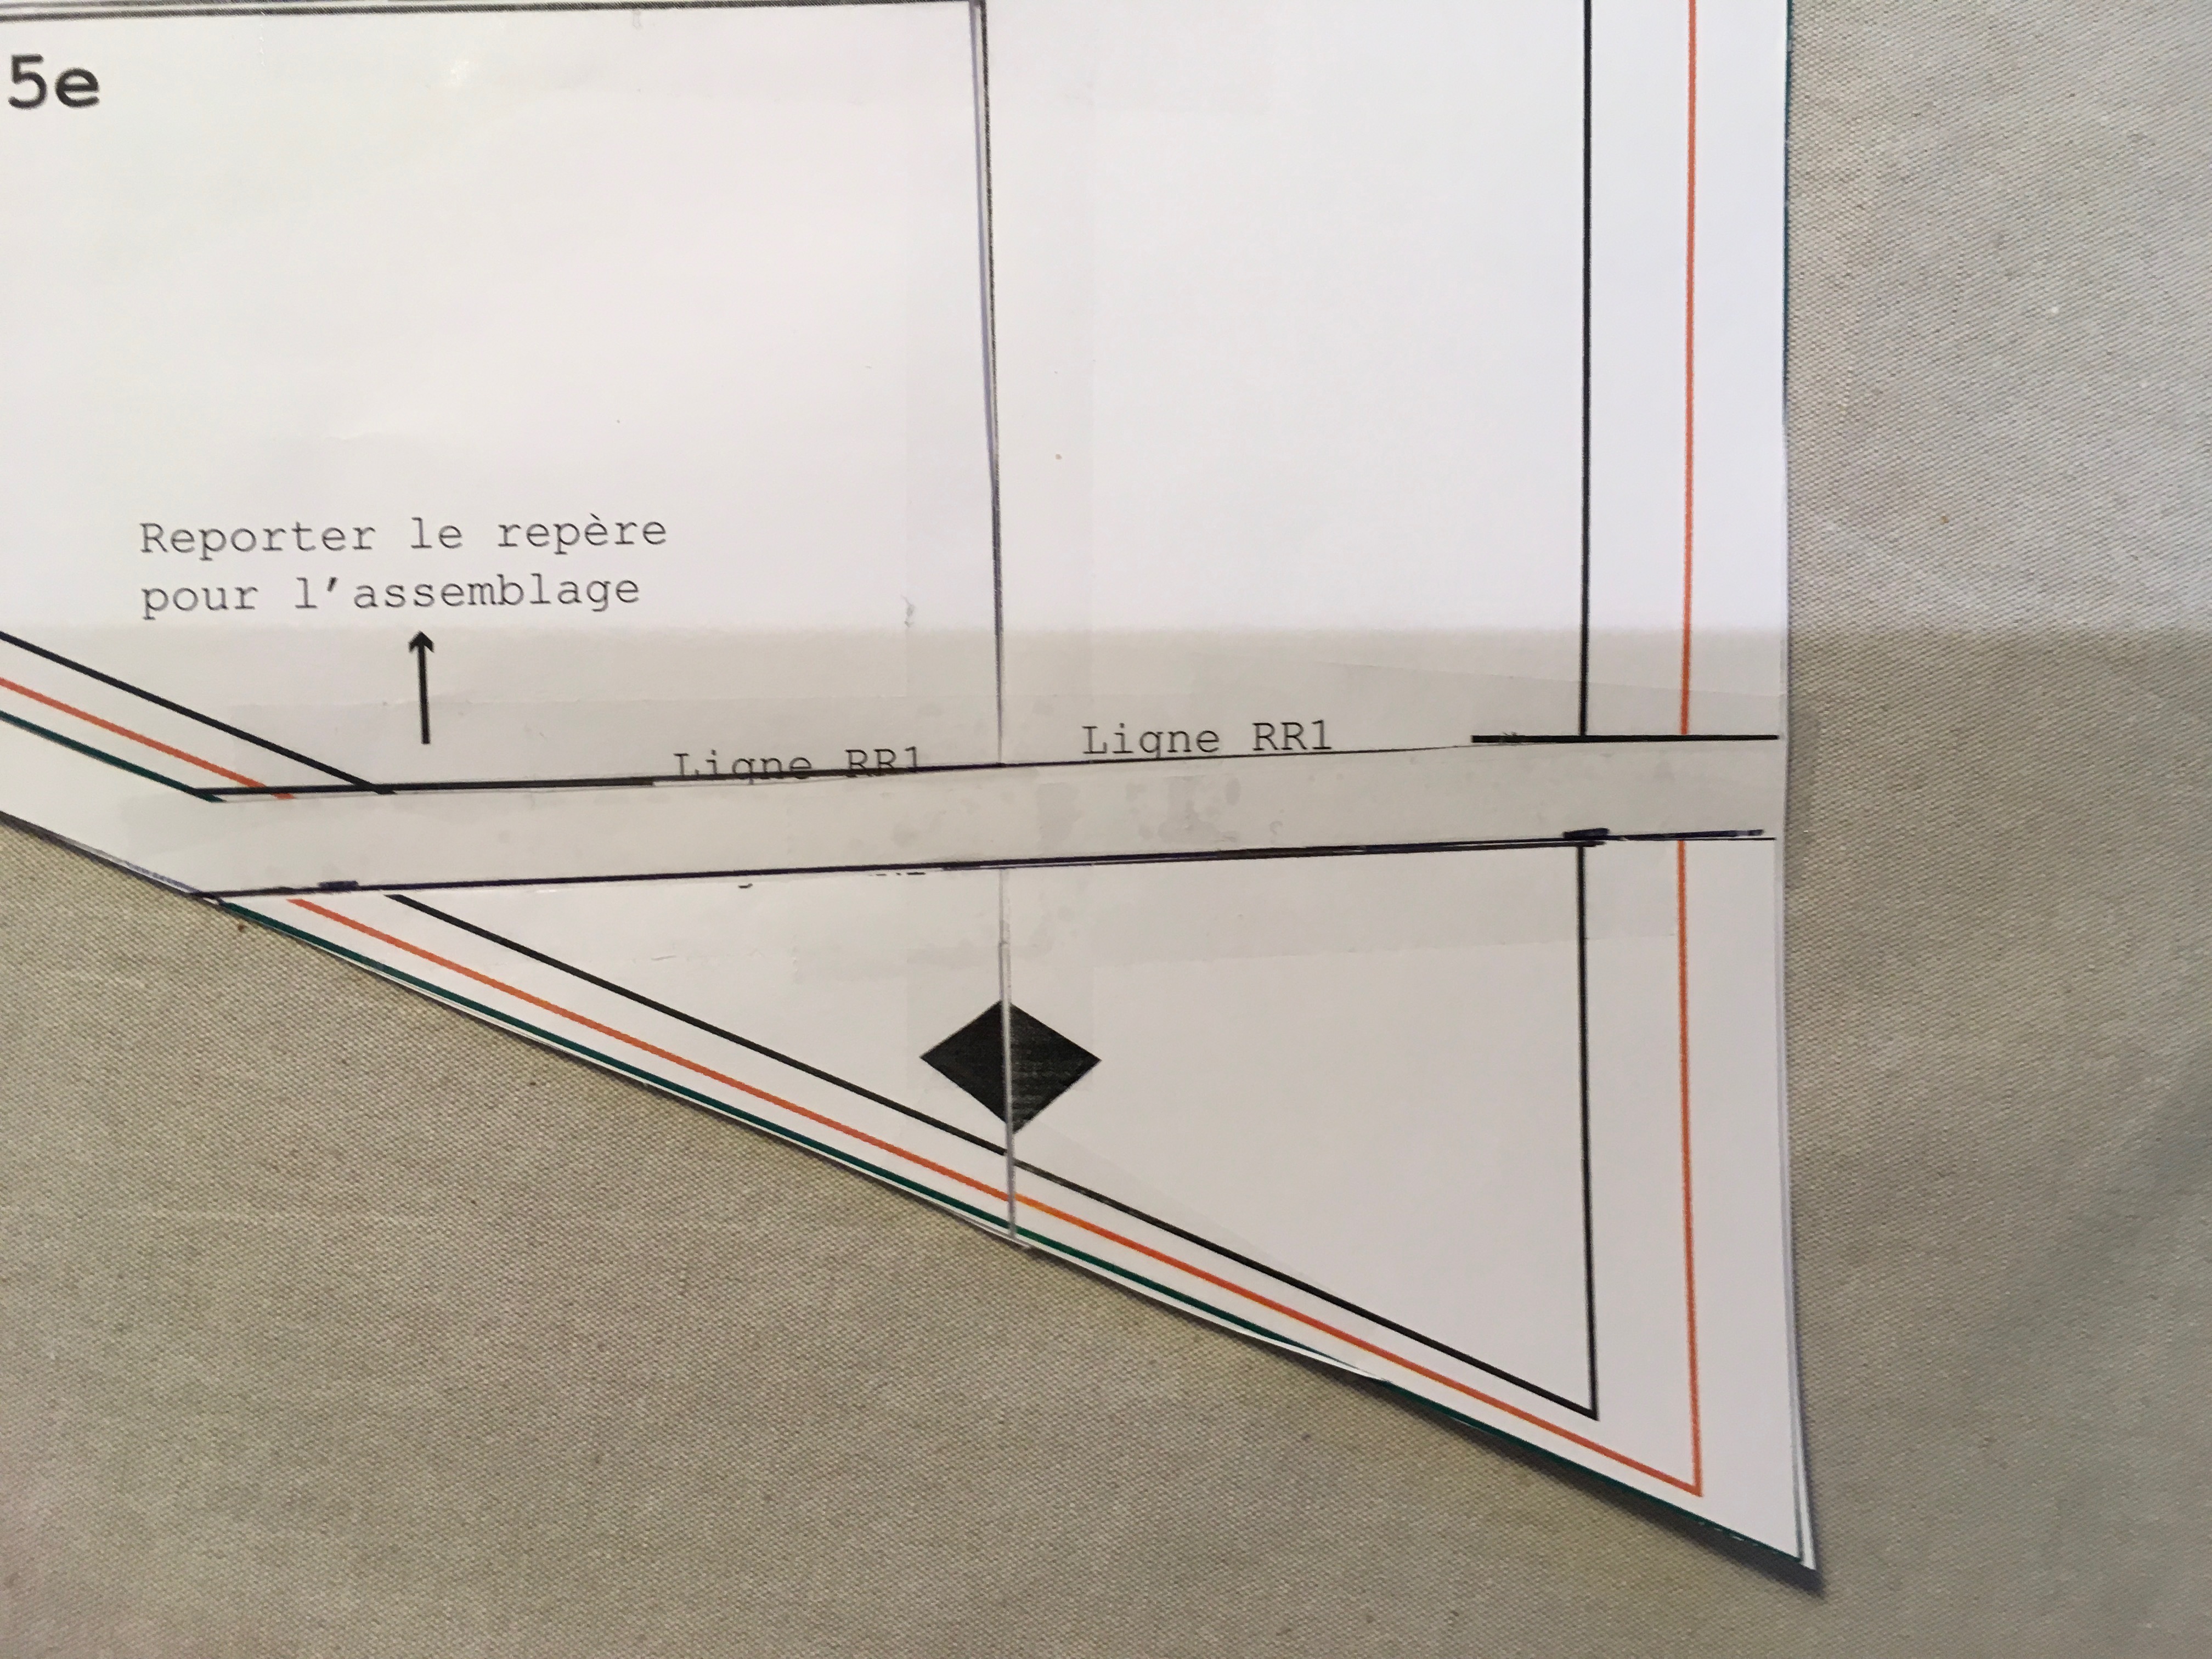 5e
Reporter le repère
pour l'assemblage
Ligne RR1
Ligne RR1